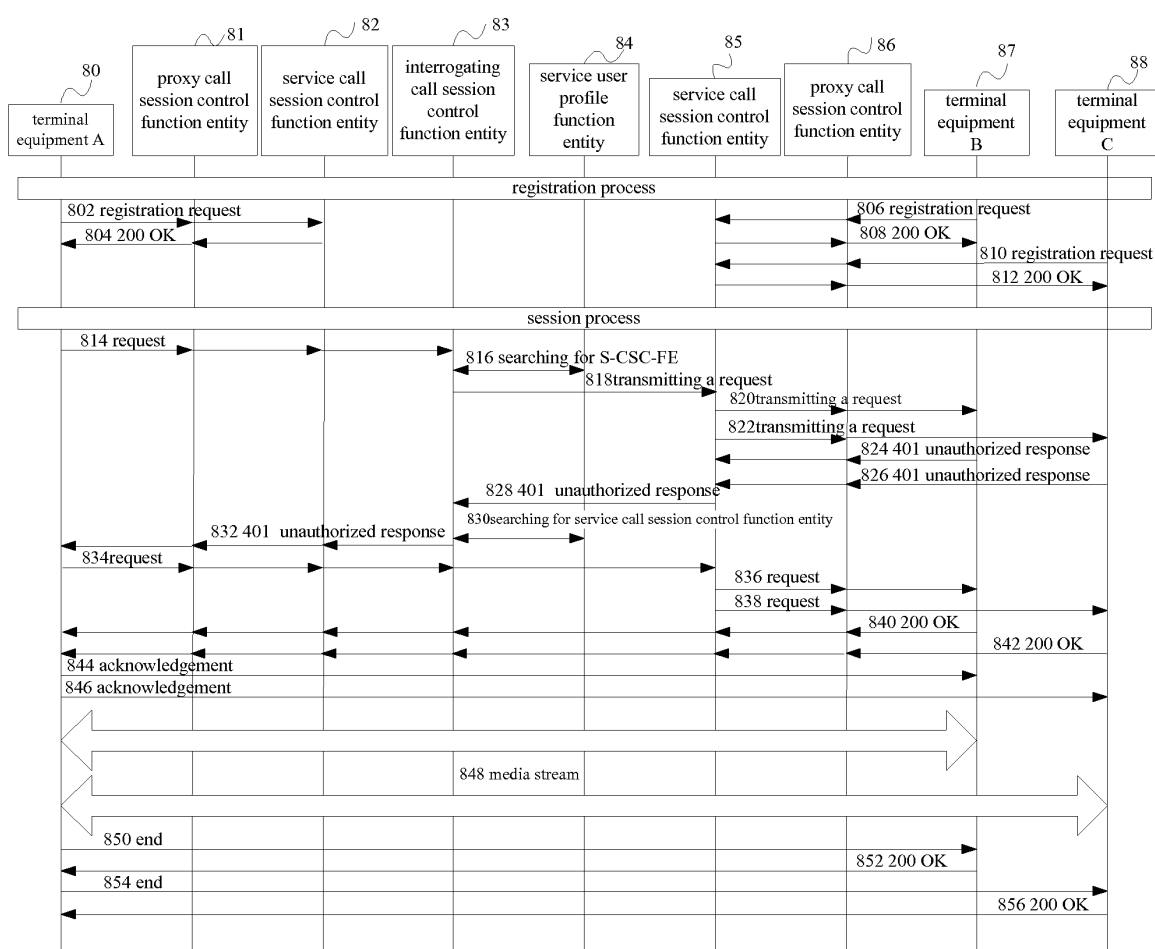 80
terminal
equipment A
81
proxy call
session control
function entity
82
service call
session control
function entity
83
interrogating
call session
control
function entity
84
service user
profile
function
entity
85
service call
session control
function entity
86
proxy call
session control
function entity
87
terminal
equipment
B
88
terminal
equipment
C
registration process
802 registration request
806 registration request
804 200 OK
808 200 OK
810 registration request
812 200 OK
session process
814 request
816 searching for S-CSC-FE
818transmitting a request
820transmitting a request
822transmitting a request
824 401 unauthorized response
826 401 unauthorized response
828 401 unauthorized response
830searching for service call session control function entity
832 401 unauthorized response
834request
836 request
838 request
840 200 OK
842 200 OK
844 acknowledgement
846 acknowledgement
848 media stream
850 end
852 200 OK
854 end
856 200 OK